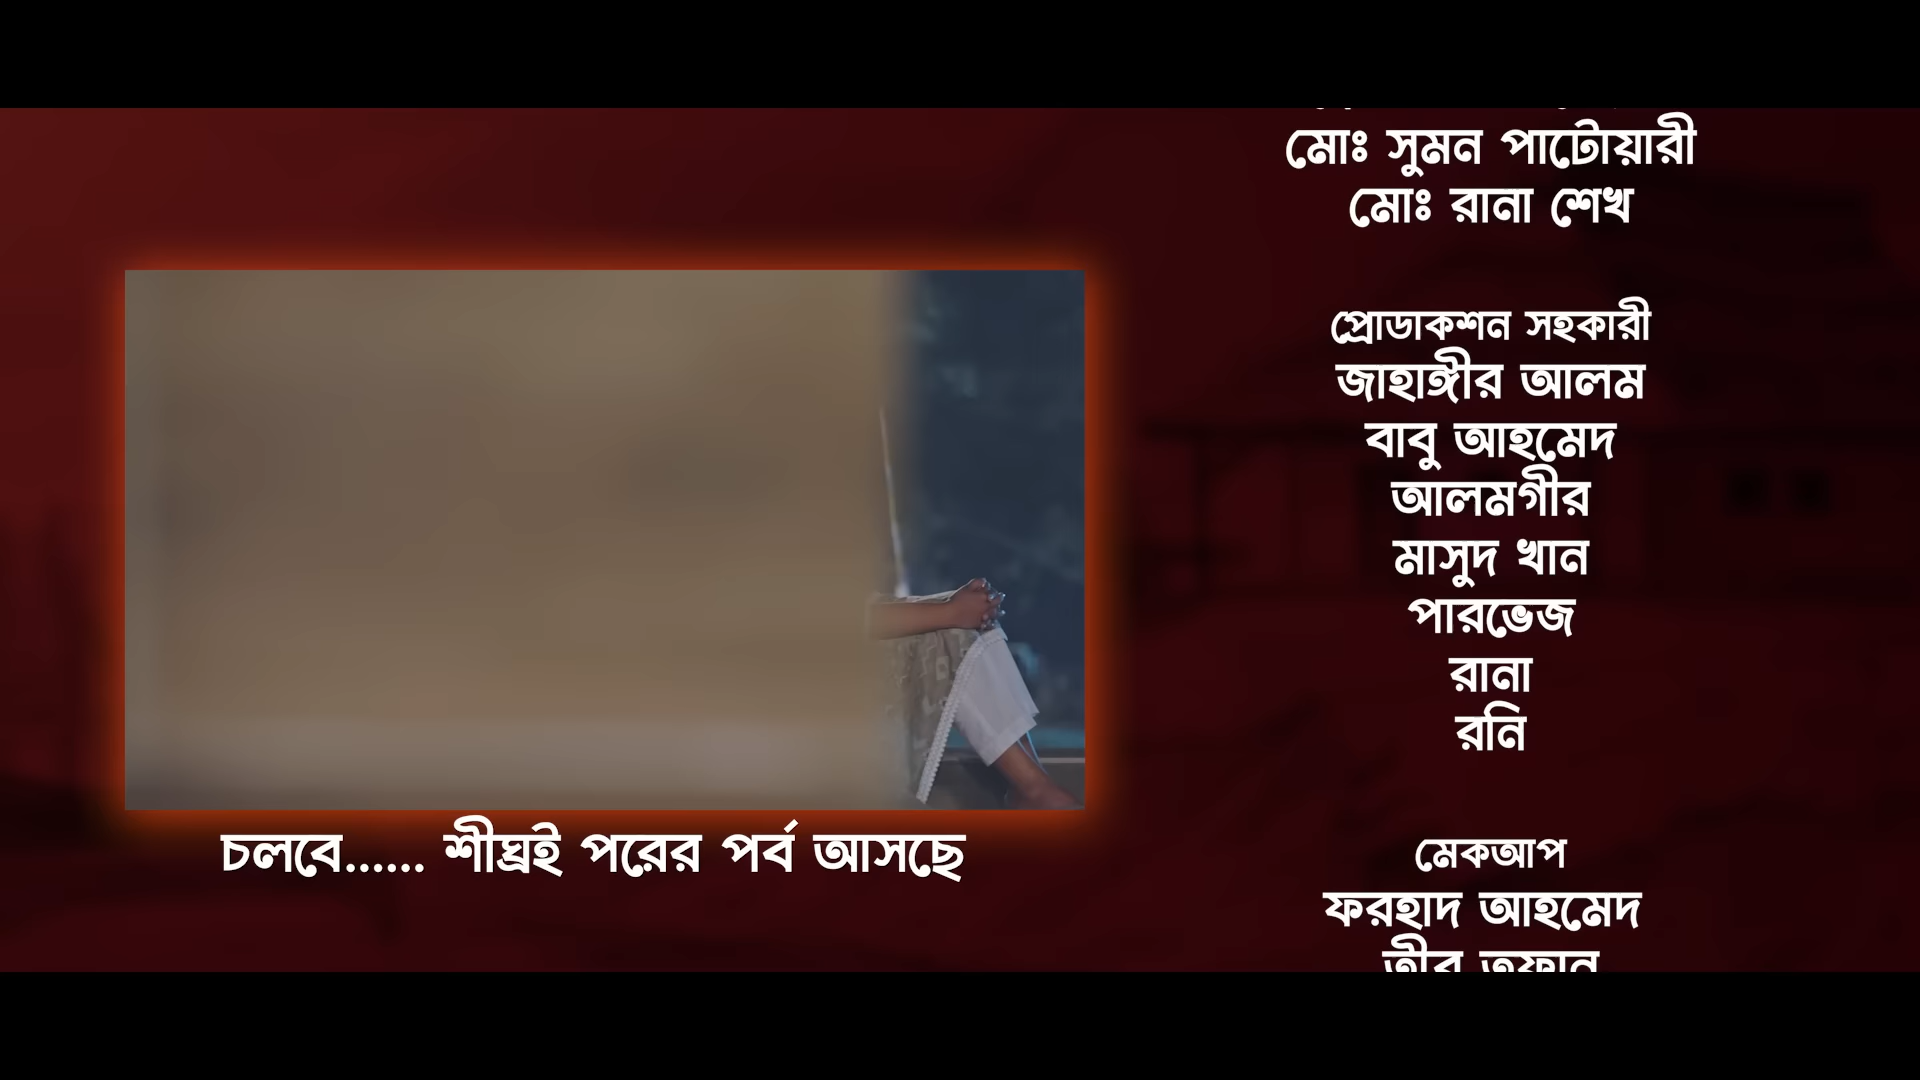 মোঃ সুমন পাটোয়ারী
মোঃ রানা শেখ
প্রোডাকশন সহকারী
জাহাঙ্গীর আলম
বাবু আহমেদ
আলমগীর
মাসুদ খান
পারভেজ
রানা
রনি
মেকআপ
ফরহাদ আহমেদ
চলবে...... শীঘ্রই পরের পর্ব আসছে